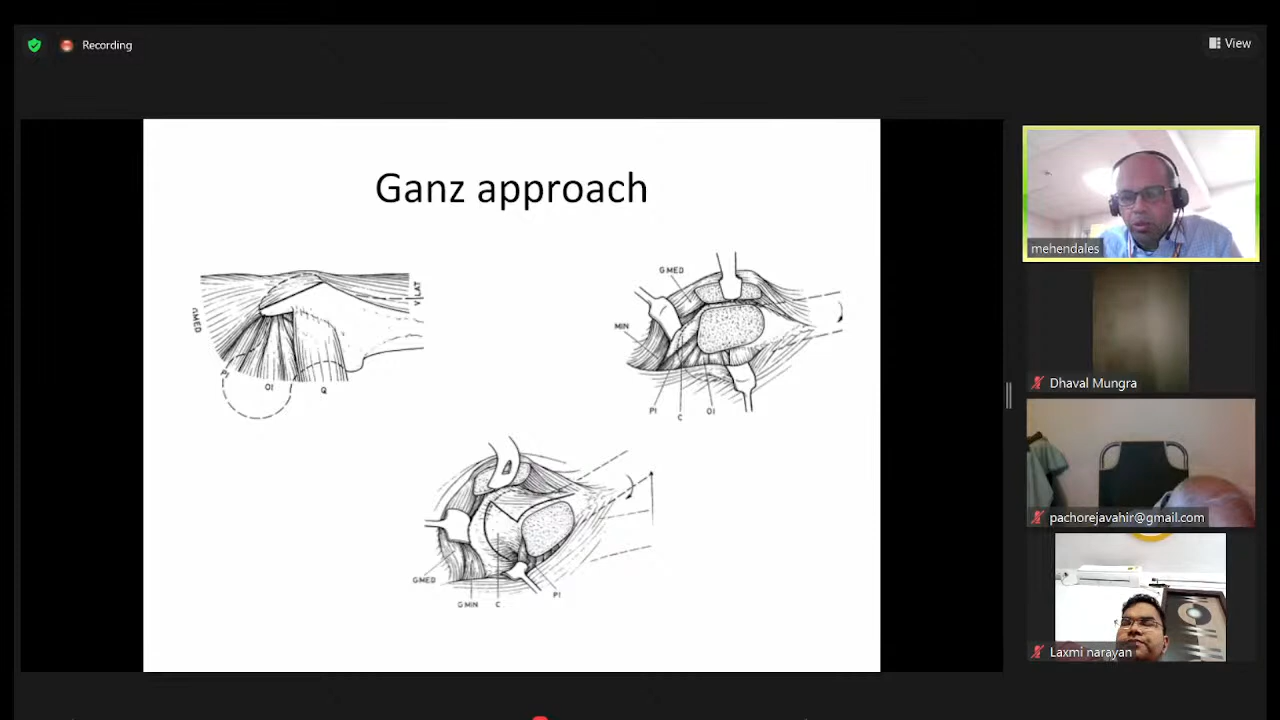 Recording
View
Ganz approach
G MED
V LAT
PI
OI
Q
G MED
MIN
PI
C
OI
G MED
G MIN
C
PI
mehendales
Dhaval Mungra
pachorejavahir@gmail.com
Laxmi narayan